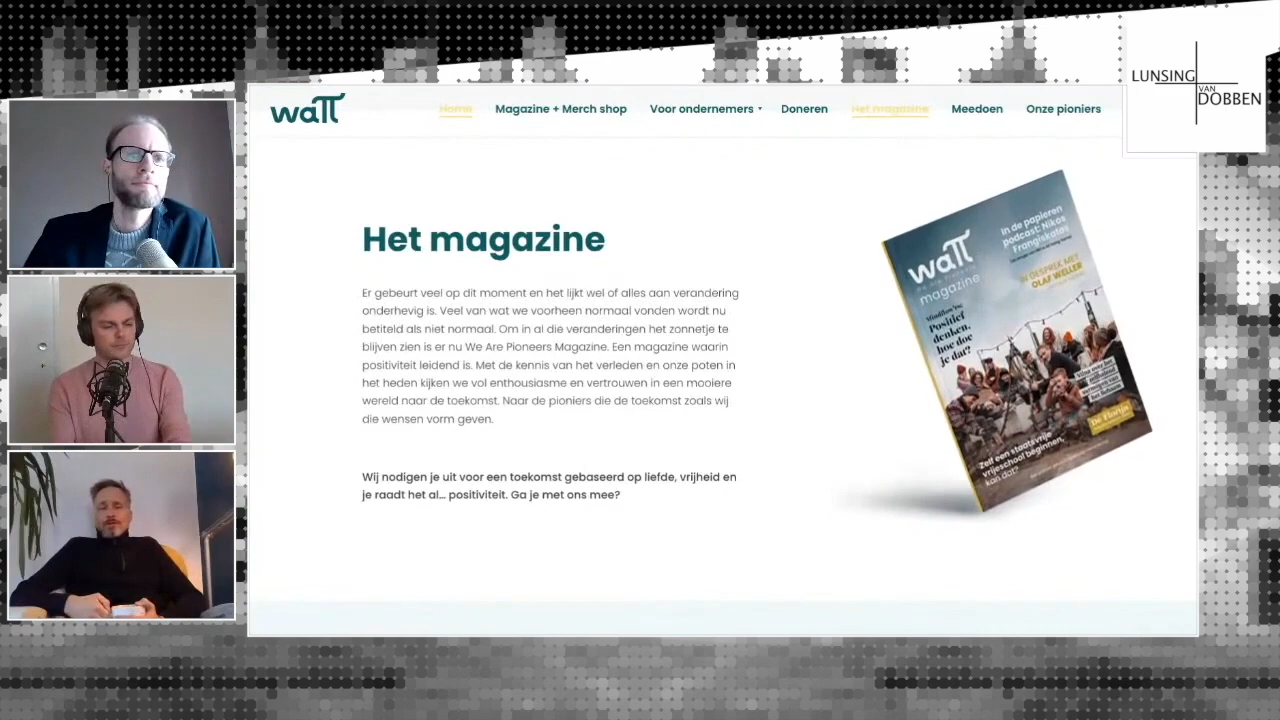 LUNSING
VAN
DOBBEN
waπ
Home
Magazine + Merch shop
Voor ondernemers
Doneren
Het magazine
Meedoen
Onze pioniers
Het magazine
Er gebeurt veel op dit moment en het lijkt wel of alles aan verandering
onderhevig is. Veel van wat we voorheen normaal vonden wordt nu
betiteld als niet normaal. Om in al die veranderingen het zonnetje te
blijven zien is er nu We Are Pioneers Magazine. Een magazine waarin
positiviteit leidend is. Met de kennis van het verleden en onze poten in
het heden kijken we vol enthousiasme en vertrouwen in een mooiere
wereld naar de toekomst. Naar de pioniers die de toekomst zoals wij
die wensen vorm geven.
Wij nodigen je uit voor een toekomst gebaseerd op liefde, vrijheid en
je raadt het al... positiviteit. Ga je met ons mee?
In de papieren
podcast: Nikos
Frangiskatos
waπ
magazine
IN GESPREK MET
OLAF WELLER
Positief
denken,
hoe doe
je dat?
De Florijn
Zelf een staatsvrije
vrijeschool beginnen,
kan dat?